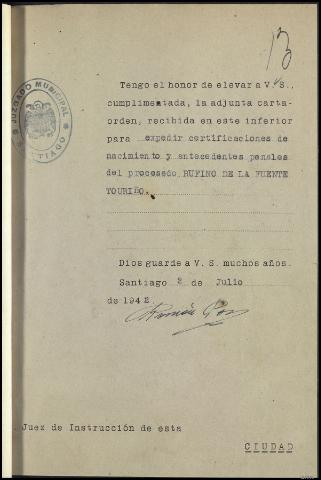 13
JUZGADO MUNICIPAL
SANTIAGO
Tengo el honor de elevar a V. S.,
cumplimentada, la adjunta carta-
orden, recibida en este inferior
para expedir certificaciones de
nacimiento y antecedentes penales
del procesado, RUFINO DE LA FUENTE
TOURIÑO.
Dios guarde a V. S. muchos años.
Santiago 2 de Julio
de 1942
Ramón
Juez de Instrucción de esta
CIUDAD